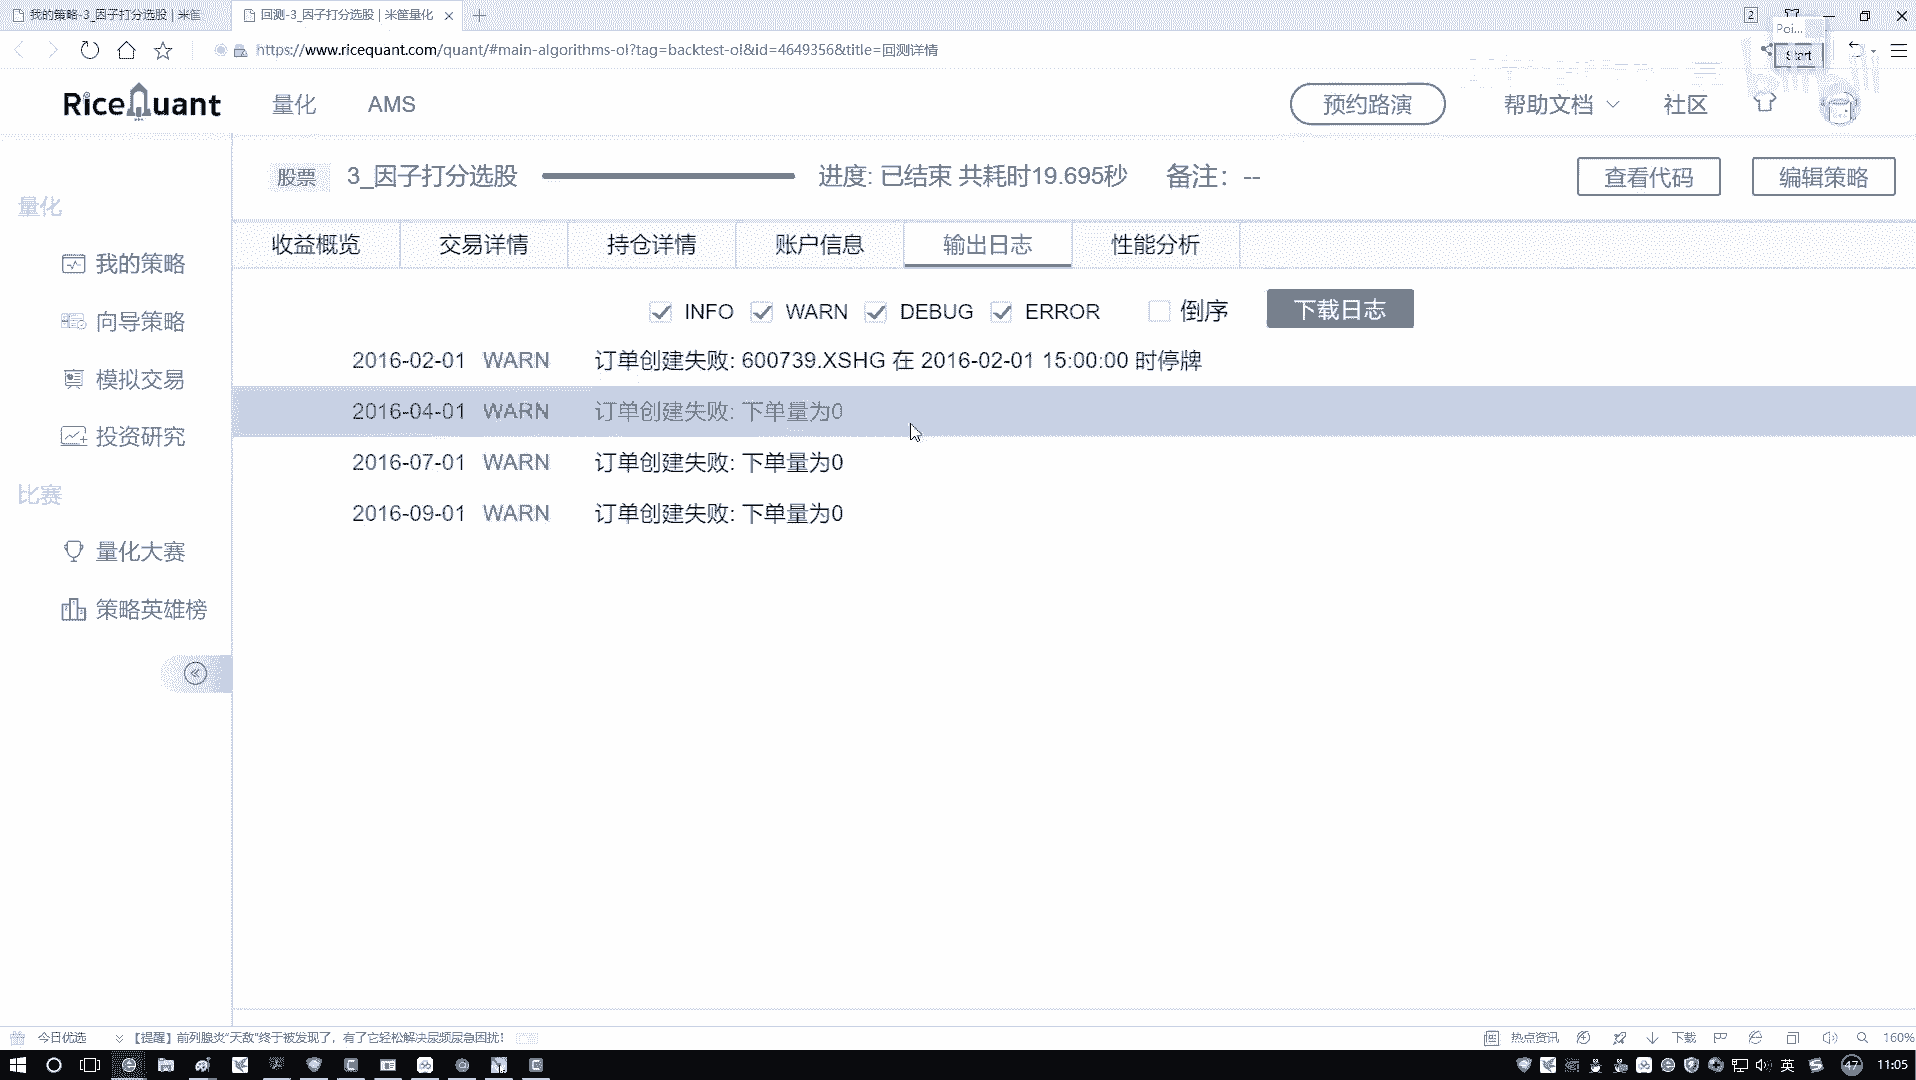 我的策略-3_因子打分选股 | 米筐
回测-3_因子打分选股 | 米筐量化
2
https://www.ricequant.com/quant/#main-algorithms-ol?tag=backtest-ol&id=4649356&title=回测详情
Poi...
Start
RiceQuant
量化
AMS
预约路演
帮助文档
社区
股票
3_因子打分选股
进度: 已结束 共耗时19.695秒
备注：--
查看代码
编辑策略
量化
我的策略
向导策略
模拟交易
投资研究
比赛
量化大赛
策略英雄榜
收益概览
交易详情
持仓详情
账户信息
输出日志
性能分析
INFO
WARN
DEBUG
ERROR
倒序
下载日志
2016-02-01 WARN 订单创建失败: 600739.XSHG 在 2016-02-01 15:00:00 时停牌
2016-04-01 WARN 订单创建失败: 下单量为0
2016-07-01 WARN 订单创建失败: 下单量为0
2016-09-01 WARN 订单创建失败: 下单量为0
今日优选
【提醒】前列腺炎“天敌”终于被发现了，有了它轻松解决尿频尿急困扰！
热点资讯
下载
160%
英
47
11:05